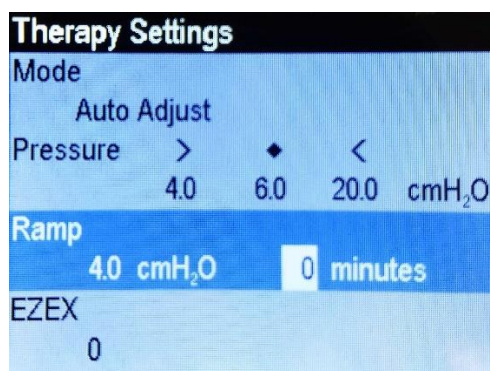 Therapy Settings
Mode
Auto Adjust
Pressure > ◆ <
4.0 6.0 20.0 cmH₂O
Ramp
4.0 cmH₂O 0 minutes
EZEX
0